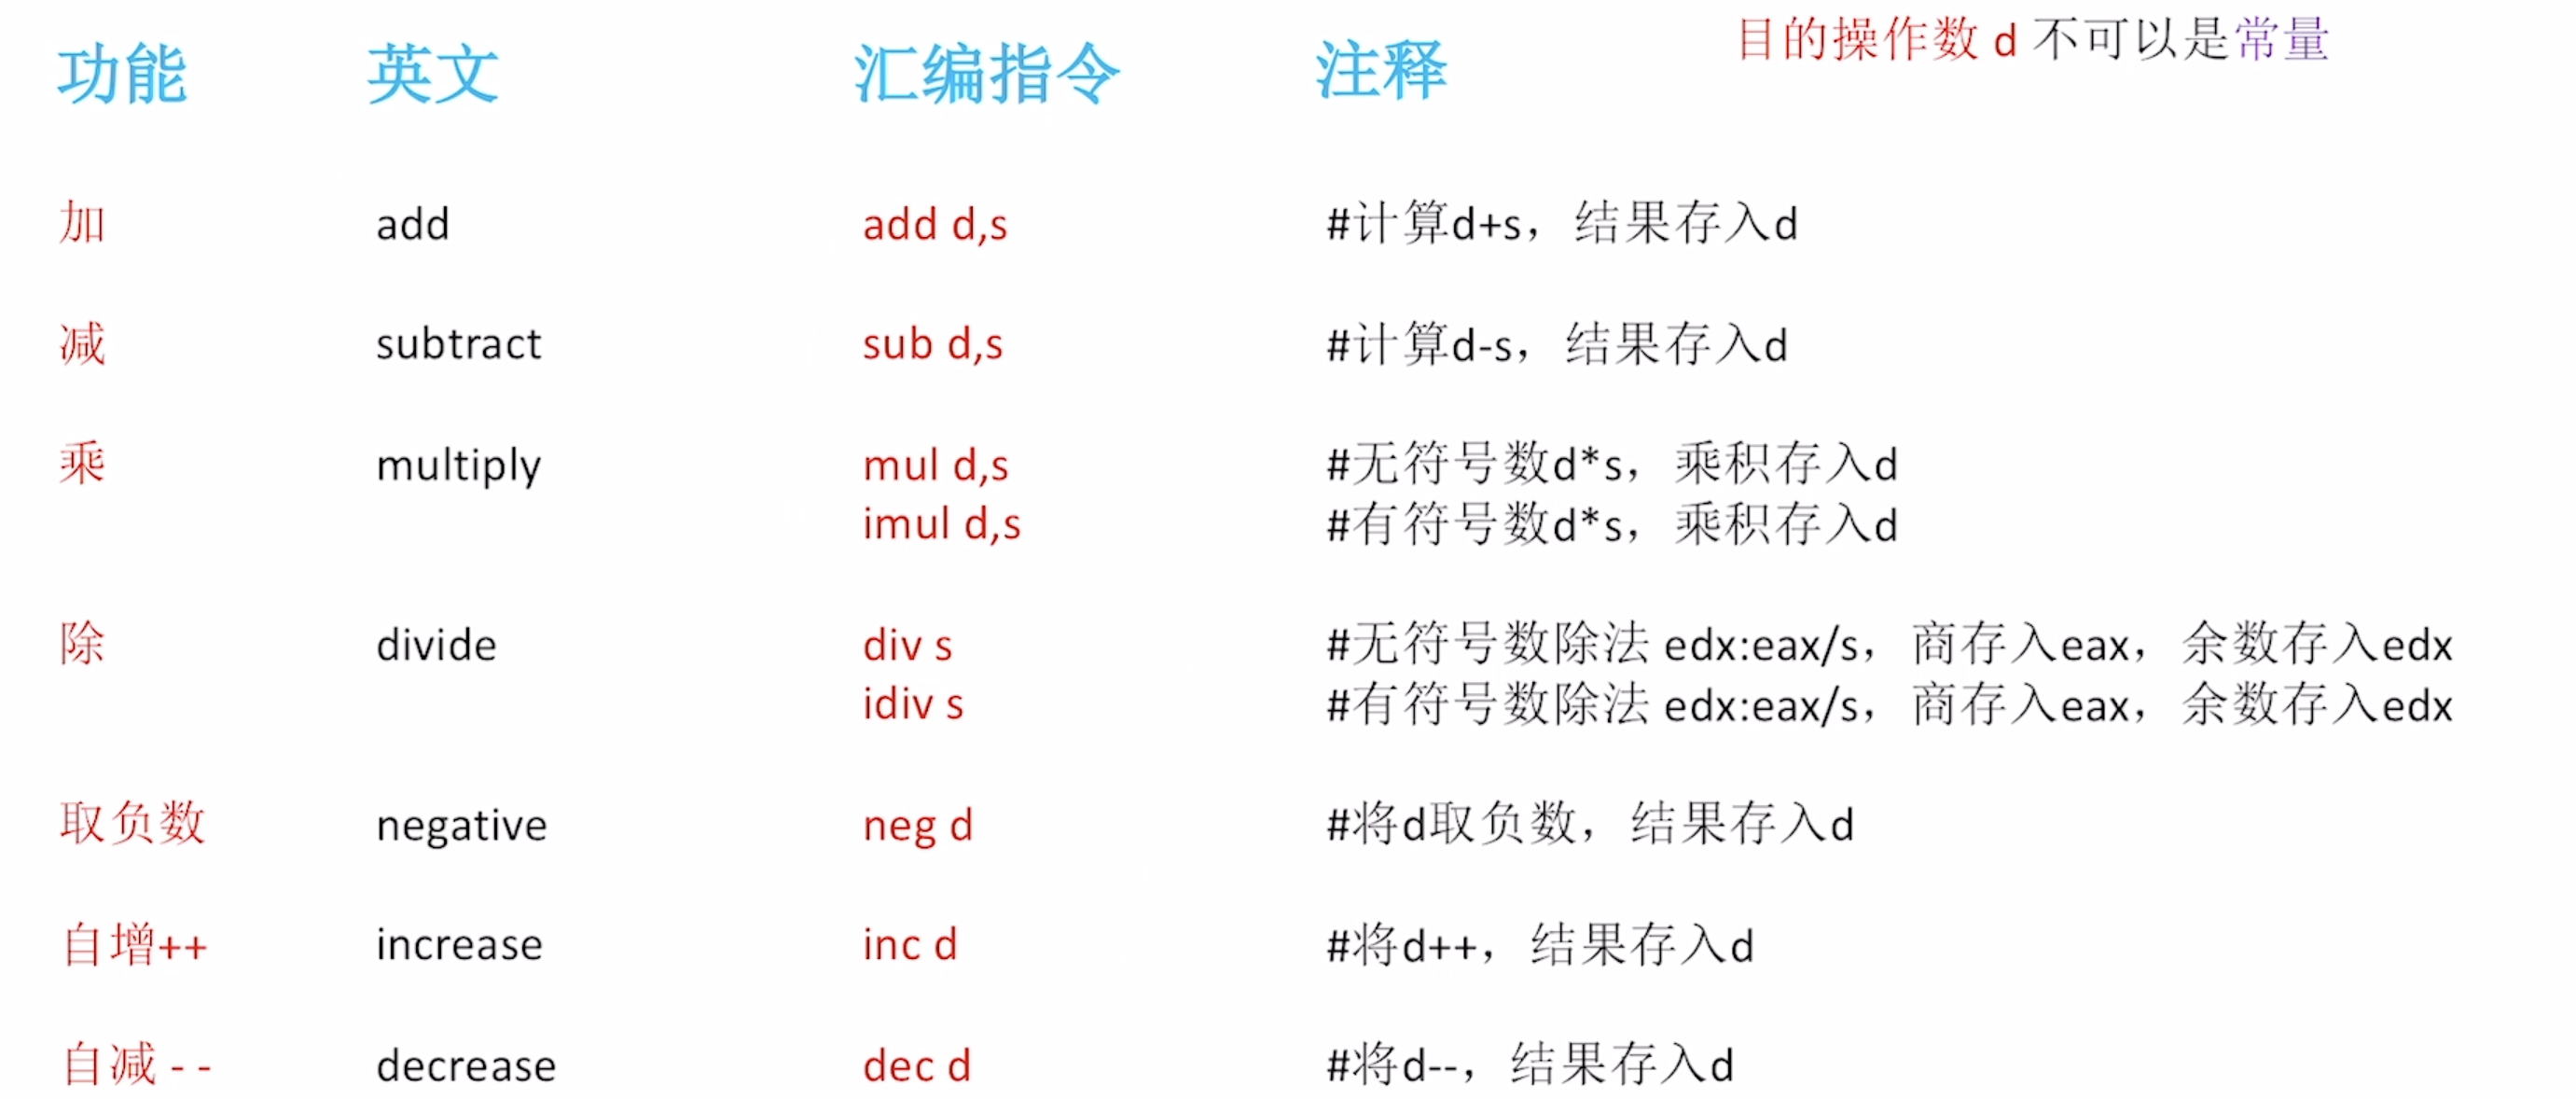 目的操作数 d 不可以是常量
功能 英文 汇编指令 注释
加 add add d,s #计算d+s，结果存入d
减 subtract sub d,s #计算d-s，结果存入d
乘 multiply mul d,s #无符号数d*s，乘积存入d
imul d,s #有符号数d*s，乘积存入d
除 divide div s #无符号数除法 edx:eax/s，商存入eax，余数存入edx
idiv s #有符号数除法 edx:eax/s，商存入eax，余数存入edx
取负数 negative neg d #将d取负数，结果存入d
自增++ increase inc d #将d++，结果存入d
自减 - - decrease dec d #将d--，结果存入d